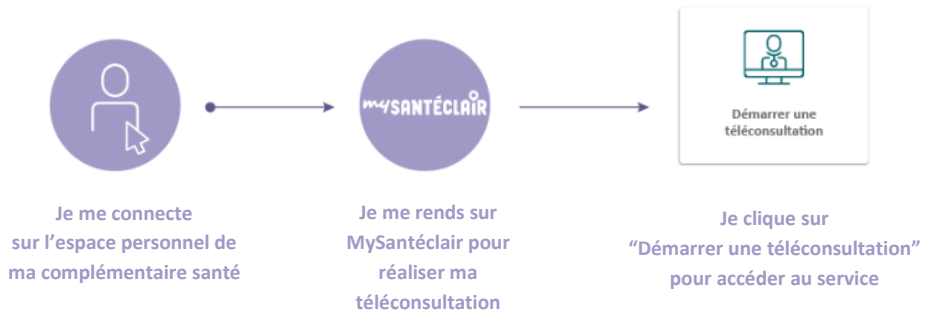 mySANTÉCLAIR
Démarrer une
téléconsultation
Je me connecte
sur l'espace personnel de
ma complémentaire santé
Je me rends sur
MySantéclair pour
réaliser ma
téléconsultation
Je clique sur
“Démarrer une téléconsultation”
pour accéder au service